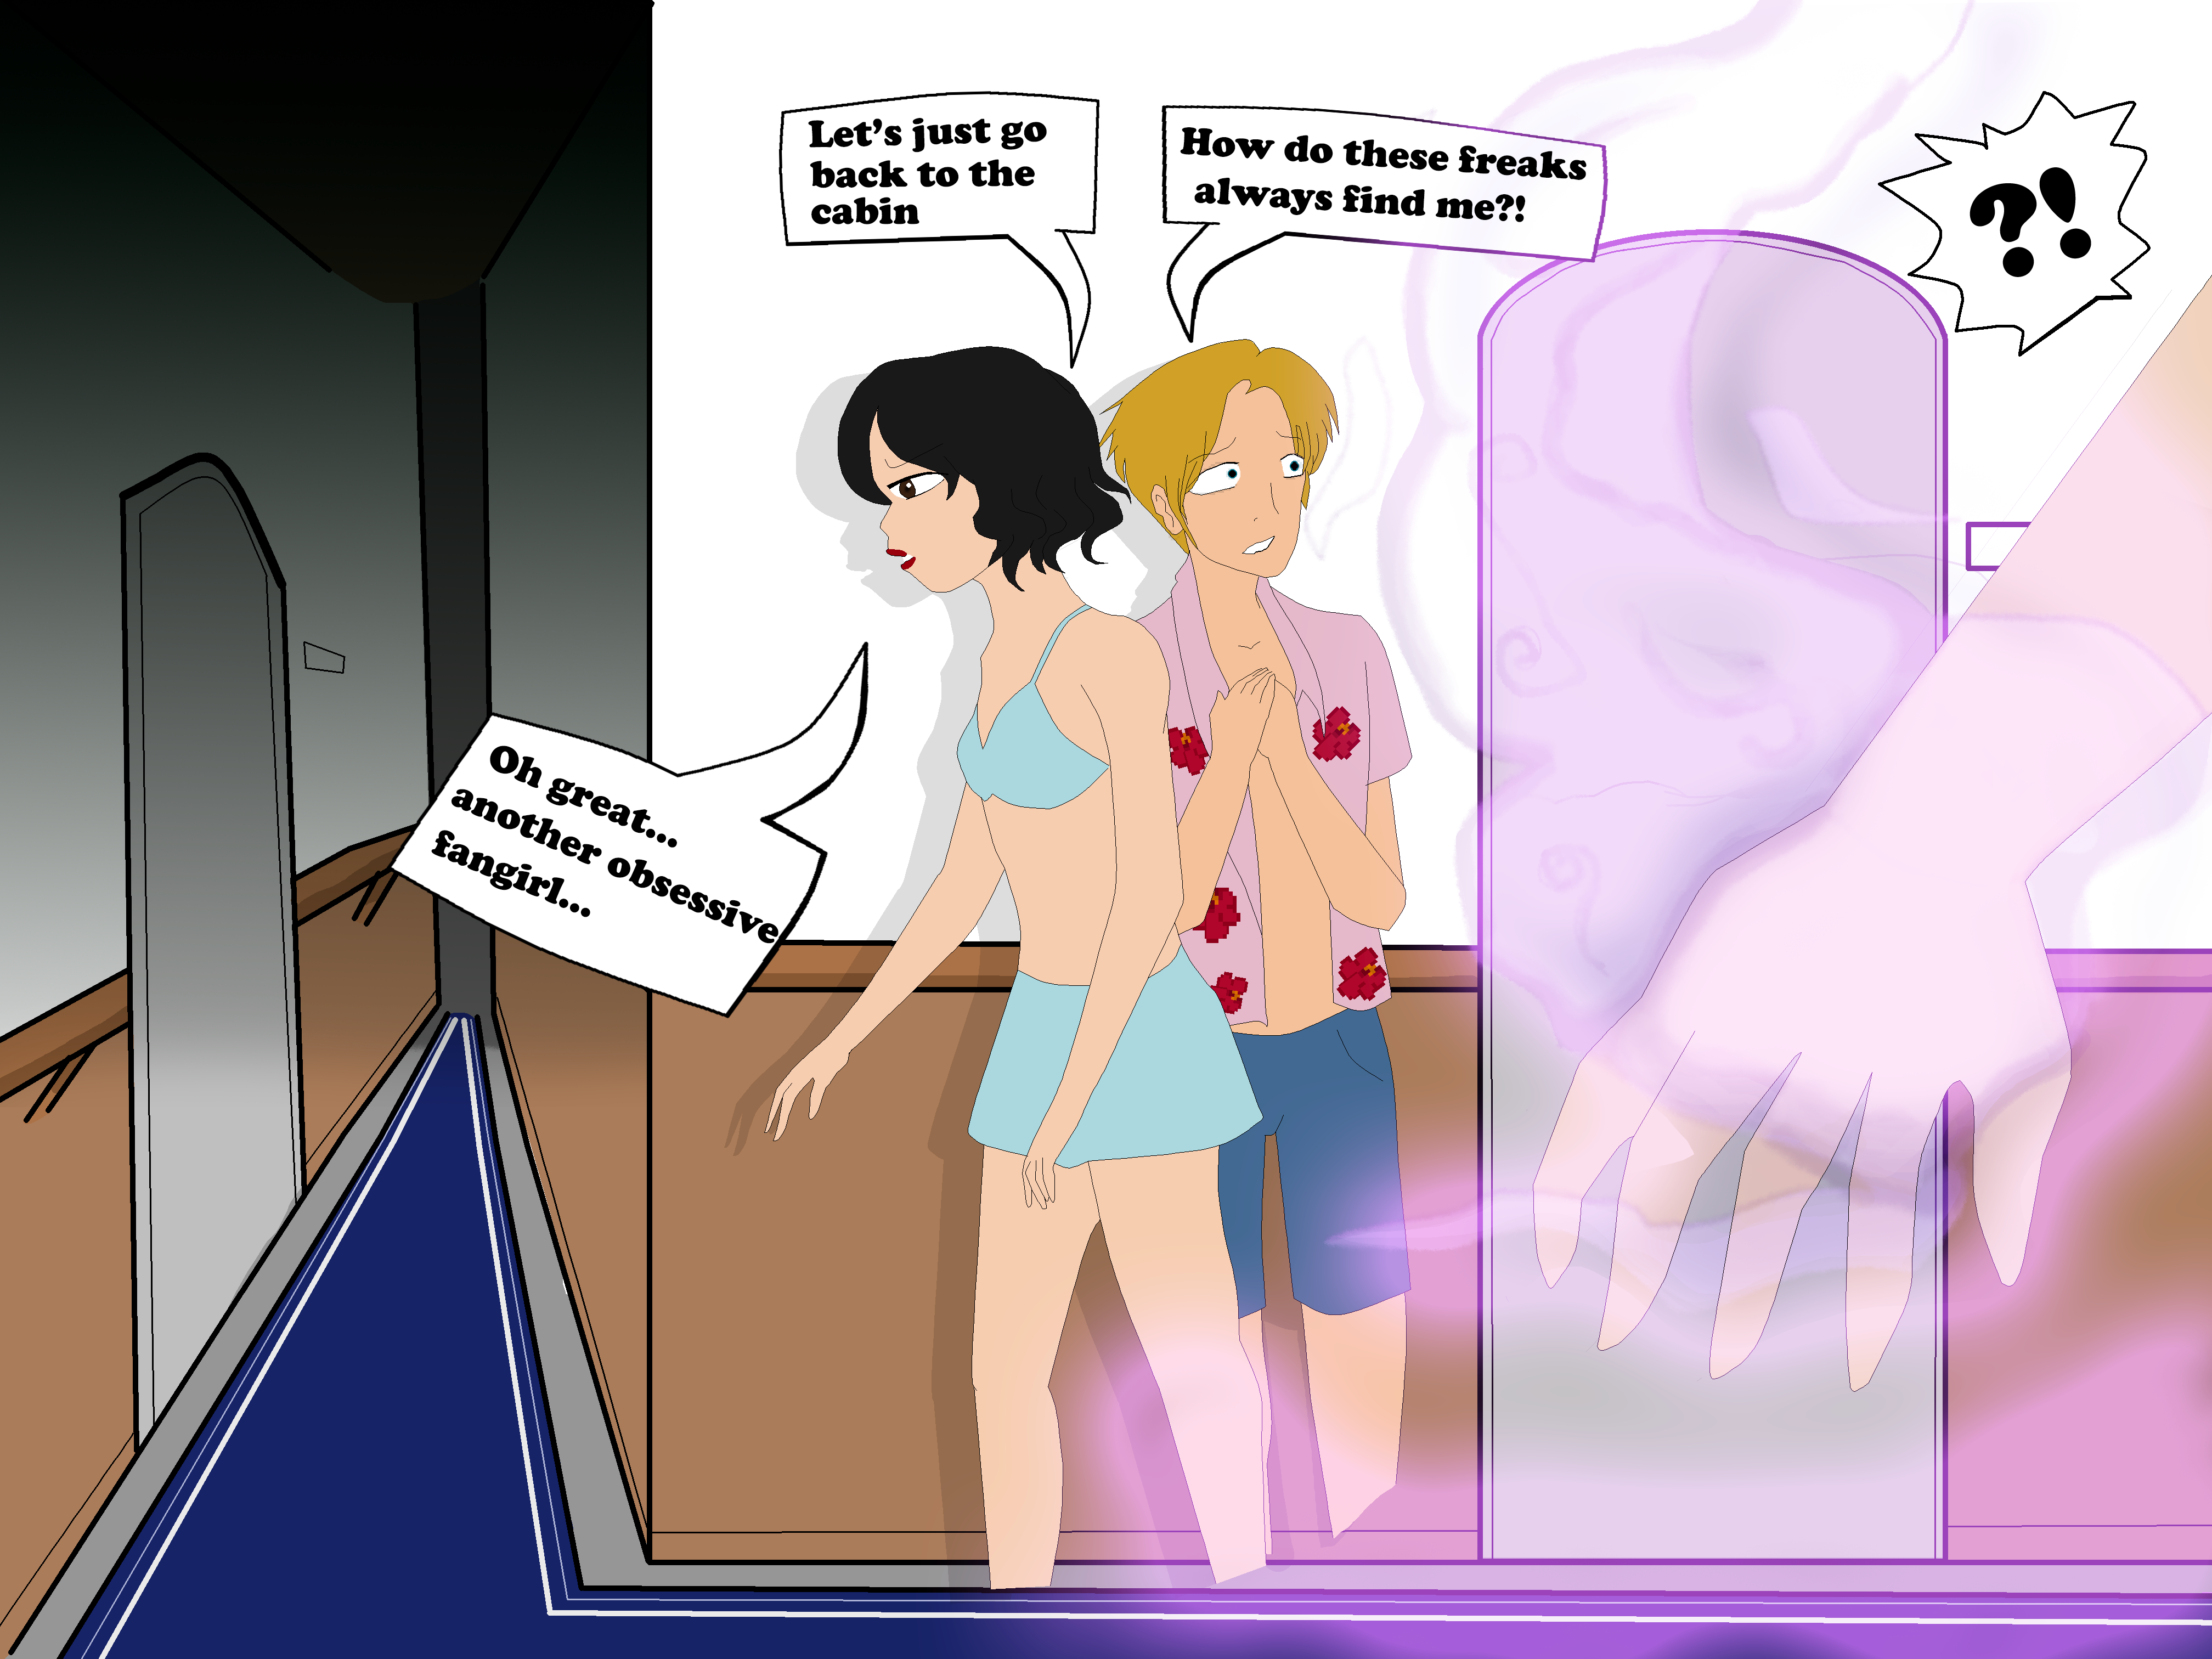 Let’s just go
back to the
cabin
How do these freaks
always find me?!
?!
Oh great...
another obsessive
fangirl...